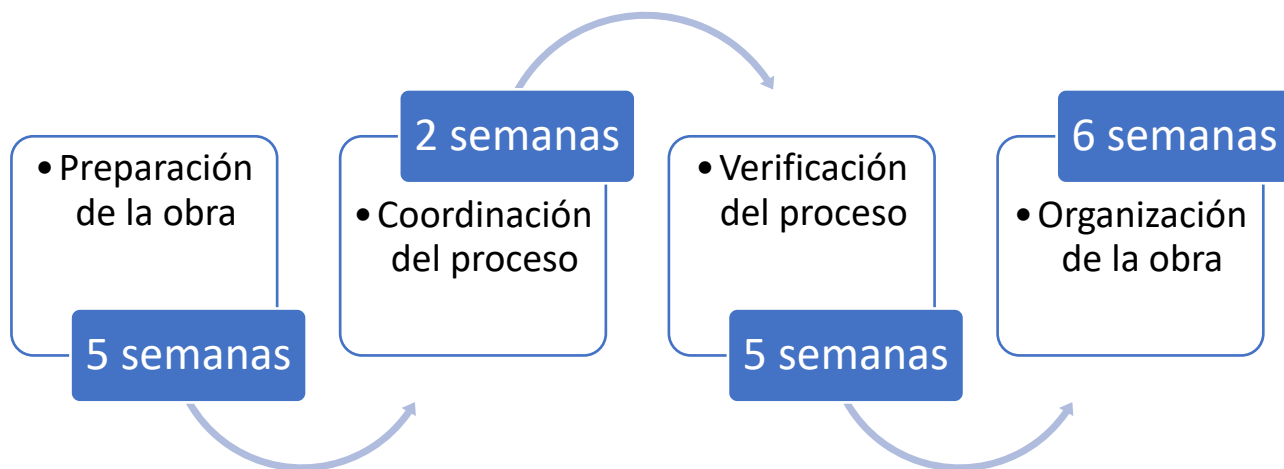 • Preparación
de la obra
5 semanas
2 semanas
• Coordinación
del proceso
• Verificación
del proceso
5 semanas
6 semanas
• Organización
de la obra